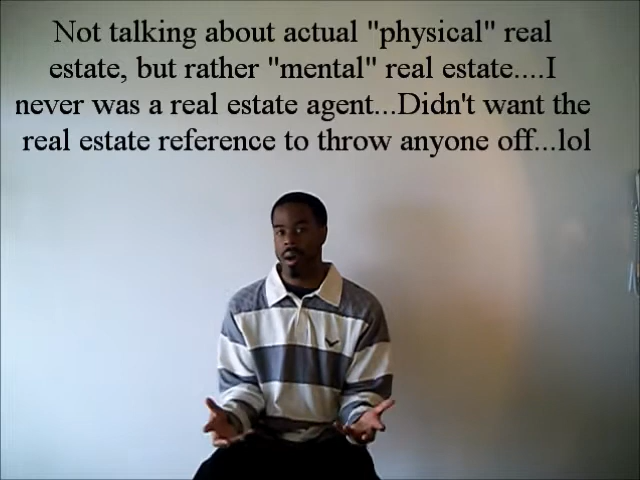 Not talking about actual "physical" real
estate, but rather "mental" real estate....I
never was a real estate agent...Didn't want the
real estate reference to throw anyone off...lol